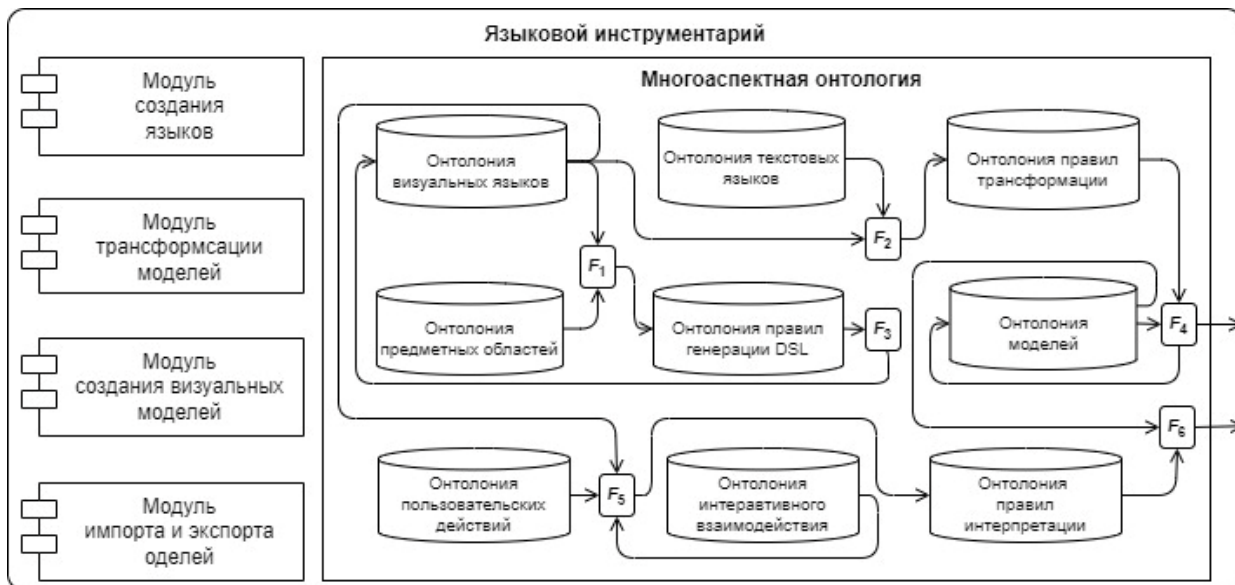 Языковой инструментарий
Модуль
создания
языков
Модуль
трансформсации
моделей
Модуль
создания визуальных
моделей
Модуль
импорта и экспорта
оделей
Многоаспектная онтология
Онтолония
визуальных языков
Онтолония текстовых
языков
Онтолония правил
трансформации
F2
F1
Онтолония
предметных областей
Онтолония правил
генерации DSL
F3
Онтолония
моделей
F4
F6
Онтолония
пользовательских
действий
F5
Онтолония
интеравтивного
взаимодействия
Онтолония
правил
интерпретации